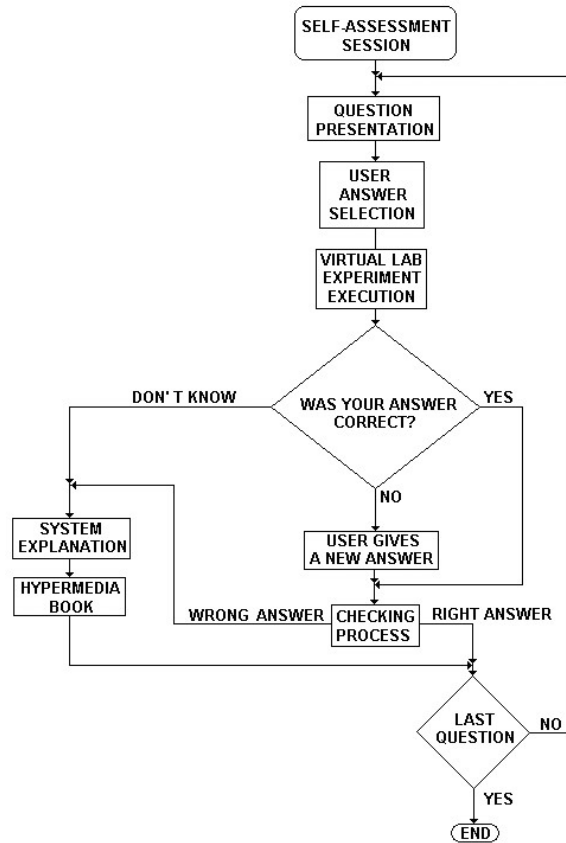 SELF-ASSESSMENT
SESSION
QUESTION
PRESENTATION
USER
ANSWER
SELECTION
VIRTUAL LAB
EXPERIMENT
EXECUTION
DON'T KNOW
WAS YOUR ANSWER
CORRECT?
YES
NO
SYSTEM
EXPLANATION
USER GIVES
A NEW ANSWER
HYPERMEDIA
BOOK
WRONG ANSWER
CHECKING
PROCESS
RIGHT ANSWER
LAST
QUESTION
NO
YES
END